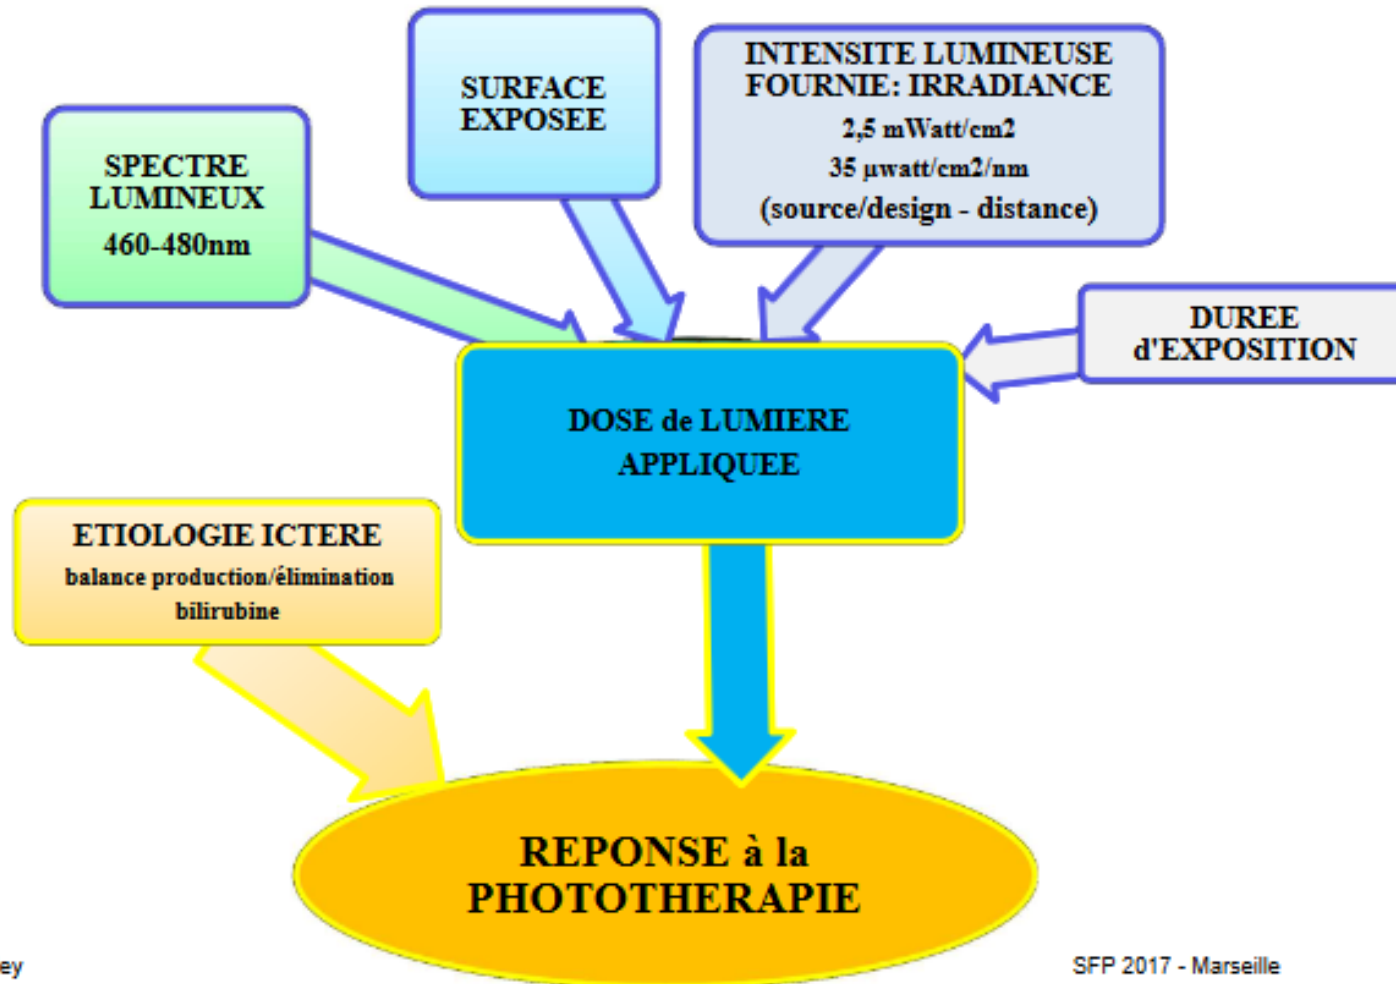 SURFACE
EXPOSEE
INTENSITE LUMINEUSE
FOURNIE: IRRADIANCE
2,5 mWatt/cm2
35 µwatt/cm2/nm
(source/design - distance)
SPECTRE
LUMINEUX
460-480nm
DUREE
d'EXPOSITION
DOSE de LUMIERE
APPLIQUEE
ETIOLOGIE ICTERE
balance production/élimination
bilirubine
REPONSE à la
PHOTOTHERAPIE
ey
SFP 2017 - Marseille